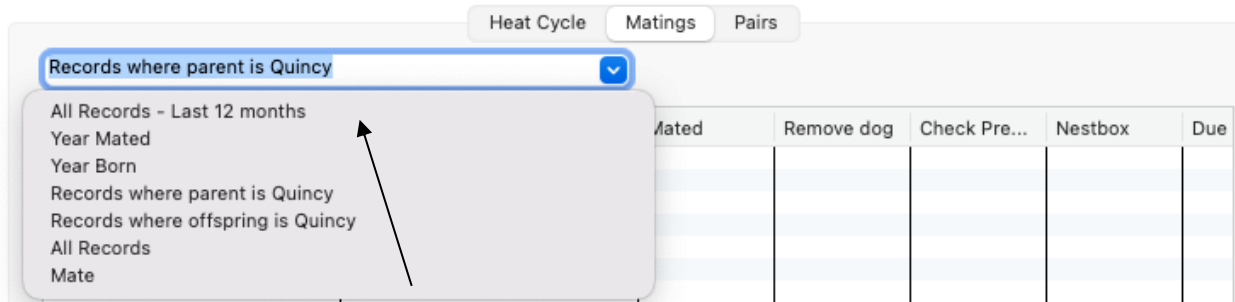 Heat Cycle Matings Pairs
Records where parent is Quincy
All Records - Last 12 months
Year Mated
Year Born
Records where parent is Quincy
Records where offspring is Quincy
All Records
Mate
Mated Remove dog Check Pre... Nestbox Due